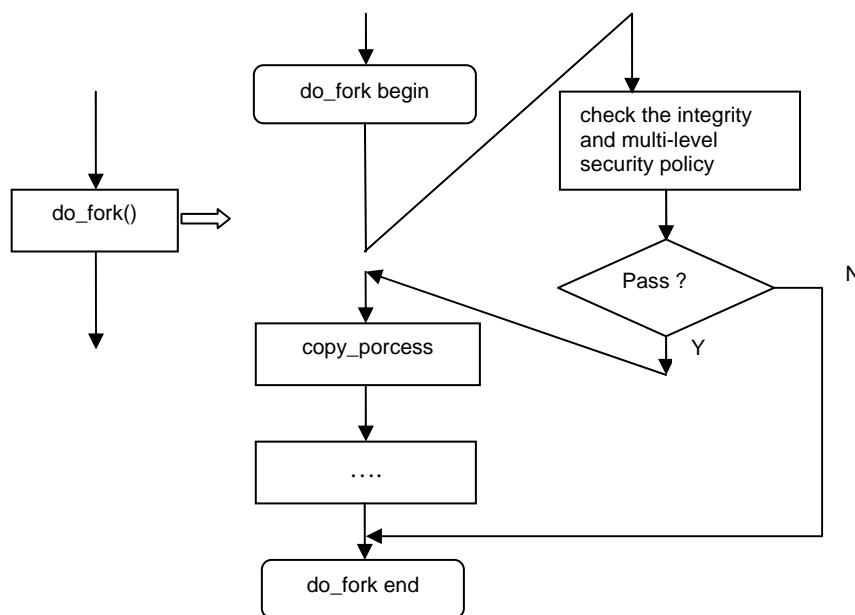 do_fork begin
check the integrity
and multi-level
security policy
do_fork()
Pass ?
N
Y
copy_porcess
....
do_fork end